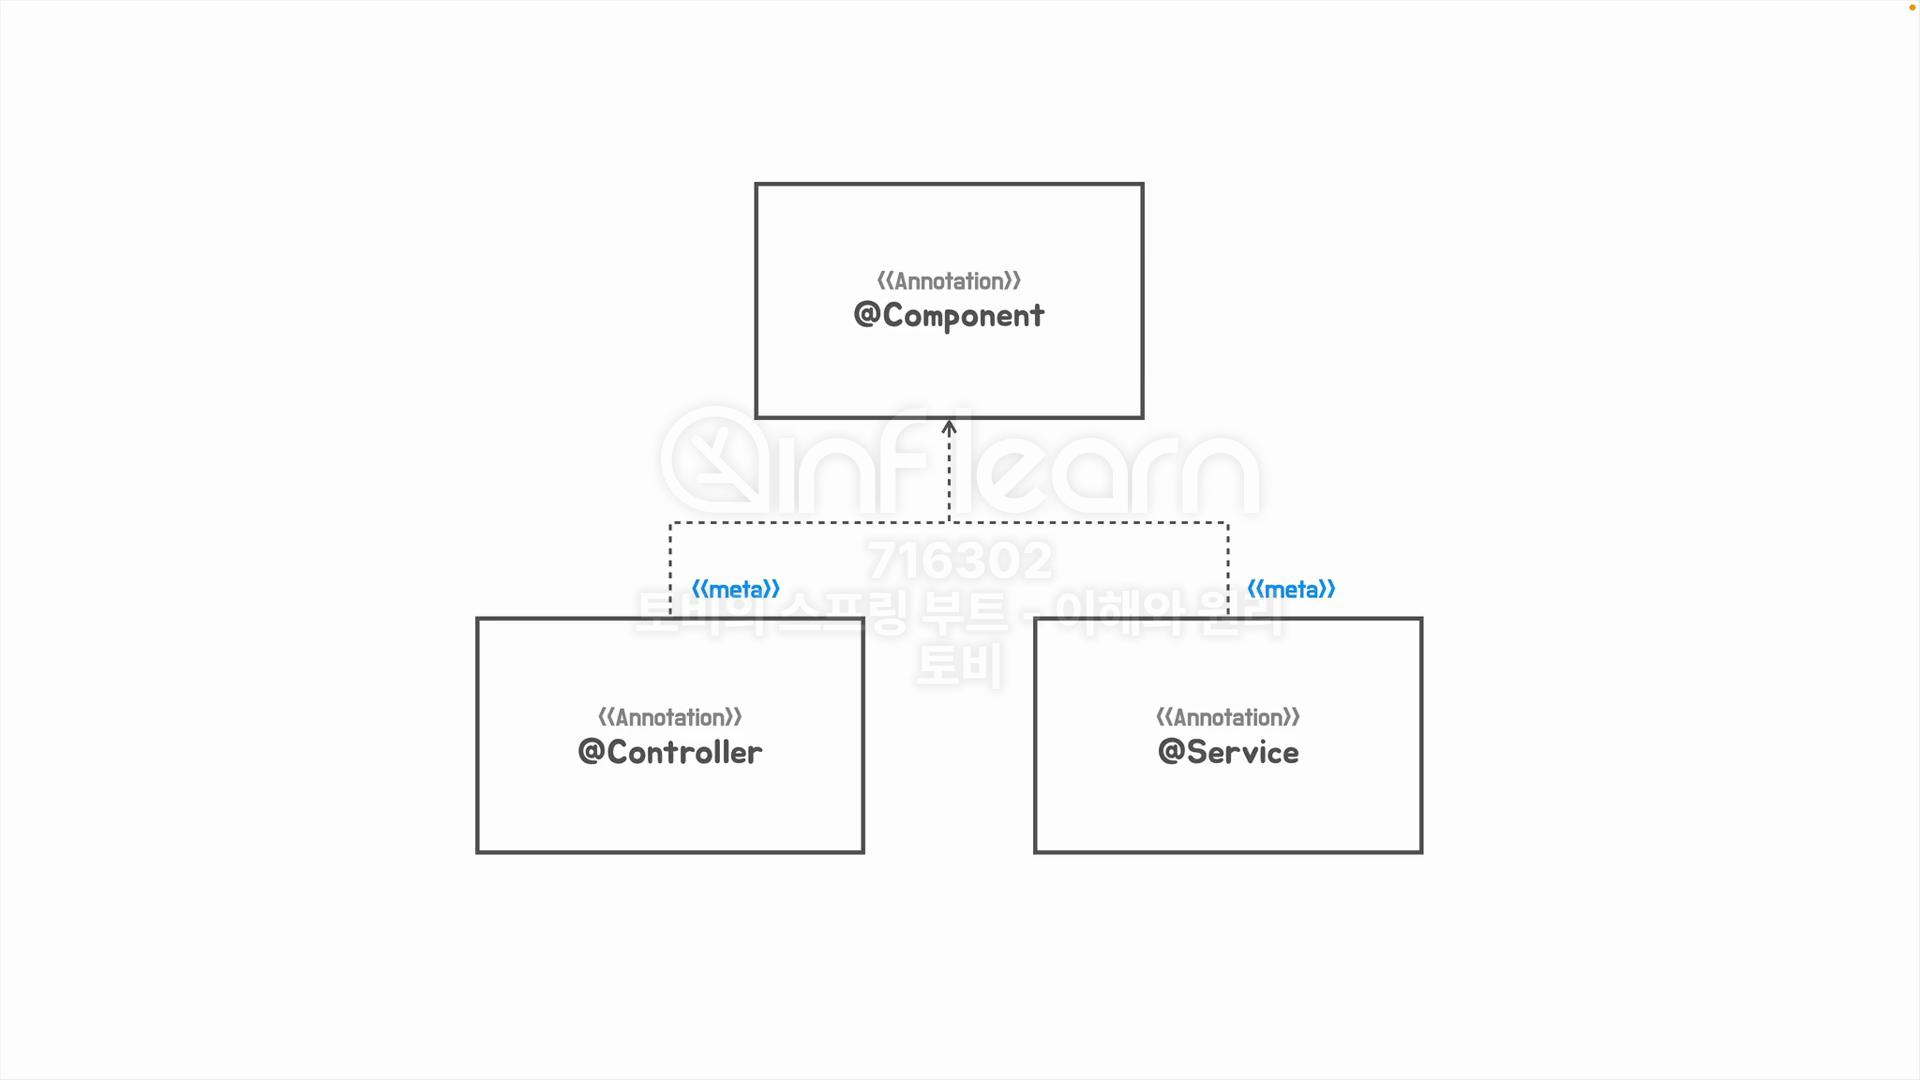 《Annotation》
@Component
inflearn
716302
《meta》
《meta》
토비의 스프링 부트 - 이해와 원리
토비
《Annotation》
@Controller
《Annotation》
@Service